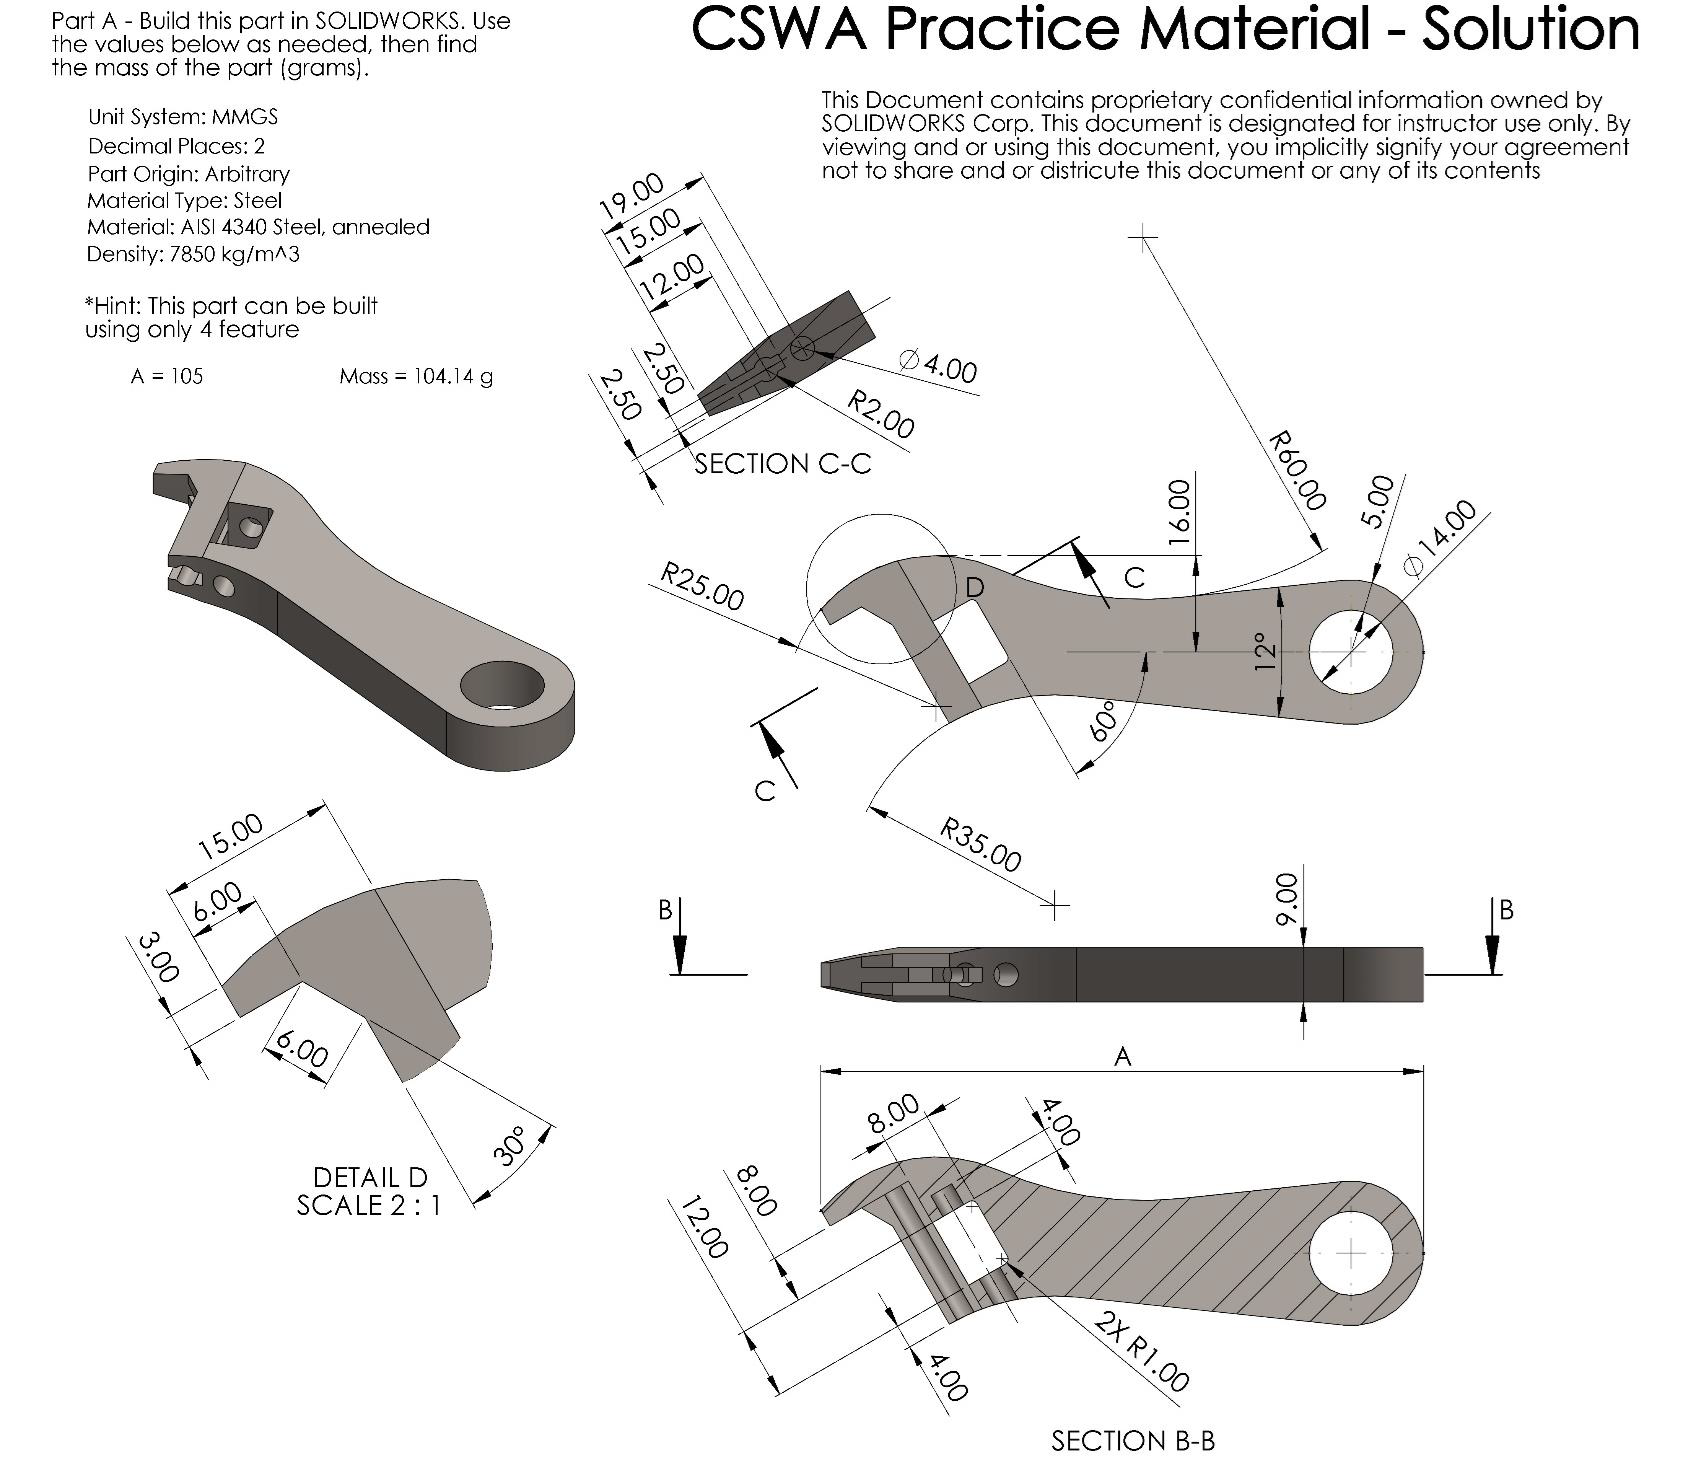 Part A - Build this part in SOLIDWORKS. Use
the values below as needed, then find
the mass of the part (grams).
Unit System: MMGS
Decimal Places: 2
Part Origin: Arbitrary
Material Type: Steel
Material: AISI 4340 Steel, annealed
Density: 7850 kg/m^3
*Hint: This part can be built
using only 4 feature
A = 105
Mass = 104.14 g
CSWA Practice Material - Solution
This Document contains proprietary confidential information owned by
SOLIDWORKS Corp. This document is designated for instructor use only. By
viewing and or using this document, you implicitly signify your agreement
not to share and or districute this document or any of its contents
19.00
15.00
12.00
2.50
2.50
∅4.00
R2.00
SECTION C-C
R60.00
16.00
5.00
∅14.00
R25.00
D
C
12°
60°
C
R35.00
15.00
6.00
3.00
6.00
30°
DETAIL D
SCALE 2 : 1
B
9.00
B
A
8.00
4.00
8.00
12.00
4.00
2X R1.00
SECTION B-B